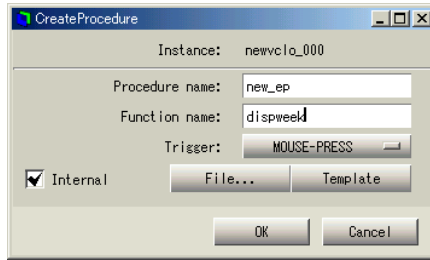 CreateProcedure
Instance: newvclo_000
Procedure name: new_ep
Function name: dispweek
Trigger: MOUSE-PRESS
Internal File... Template
OK Cancel